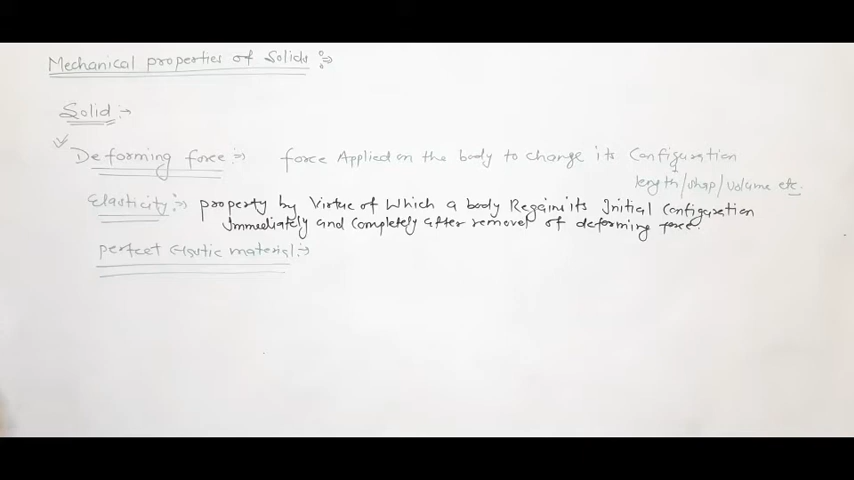 Mechanical properties of Solids :⇒
Solid :→
Deforming force :⇒ force Applied on the body to change its Configuration
length/shap/volume etc.
Elasticity :⇒ property by Virtue of Which a body Regains its Initial Configuration
Immediately and Completely after removel of deforming force
perfect elastic material :→